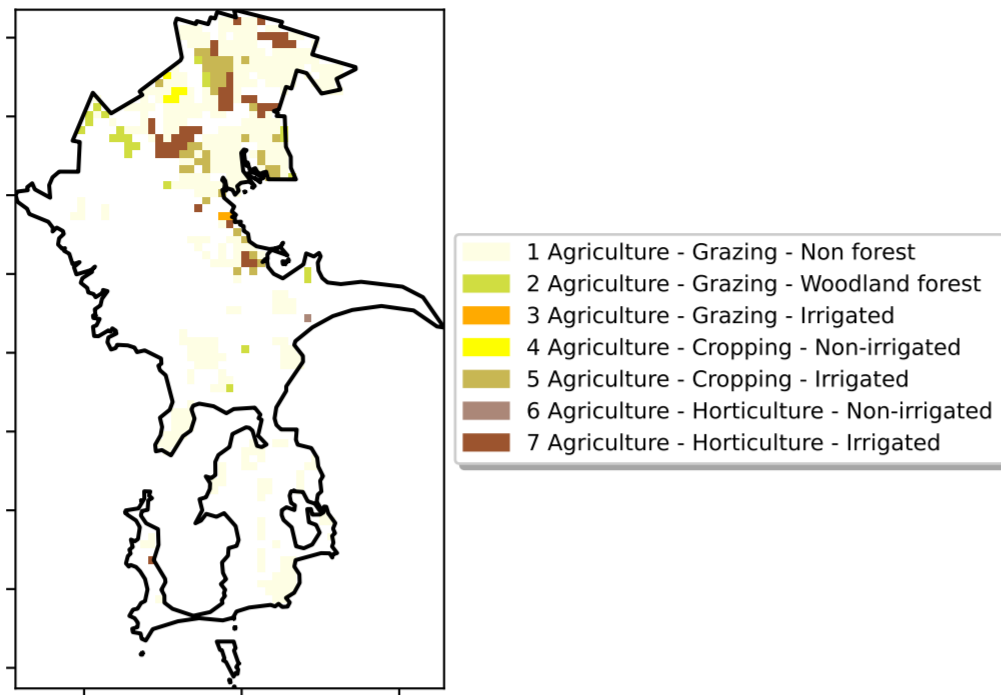 1 Agriculture - Grazing - Non forest
2 Agriculture - Grazing - Woodland forest
3 Agriculture - Grazing - Irrigated
4 Agriculture - Cropping - Non-irrigated
5 Agriculture - Cropping - Irrigated
6 Agriculture - Horticulture - Non-irrigated
7 Agriculture - Horticulture - Irrigated